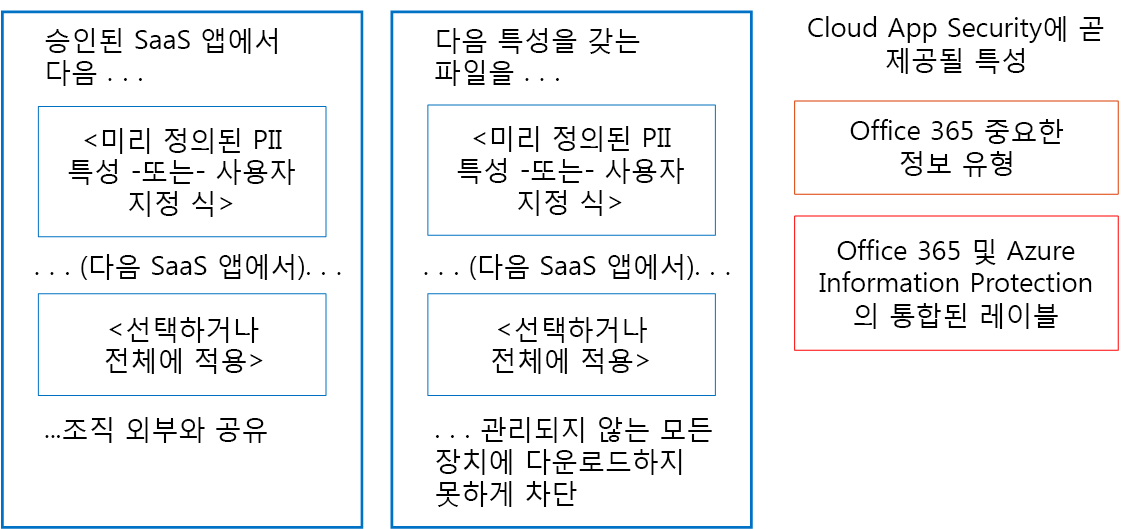 승인된 SaaS 앱에서
다음 . . .
<미리 정의된 PII
특성 -또는- 사용자
지정 식>
. . . (다음 SaaS 앱에서). . .
<선택하거나
전체에 적용>
...조직 외부와 공유
다음 특성을 갖는
파일을 . . .
<미리 정의된 PII
특성 -또는- 사용자
지정 식>
. . . (다음 SaaS 앱에서). . .
<선택하거나
전체에 적용>
. . . 관리되지 않는 모든
장치에 다운로드하지
못하게 차단
Cloud App Security에 곧
제공될 특성
Office 365 중요한
정보 유형
Office 365 및 Azure
Information Protection
의 통합된 레이블